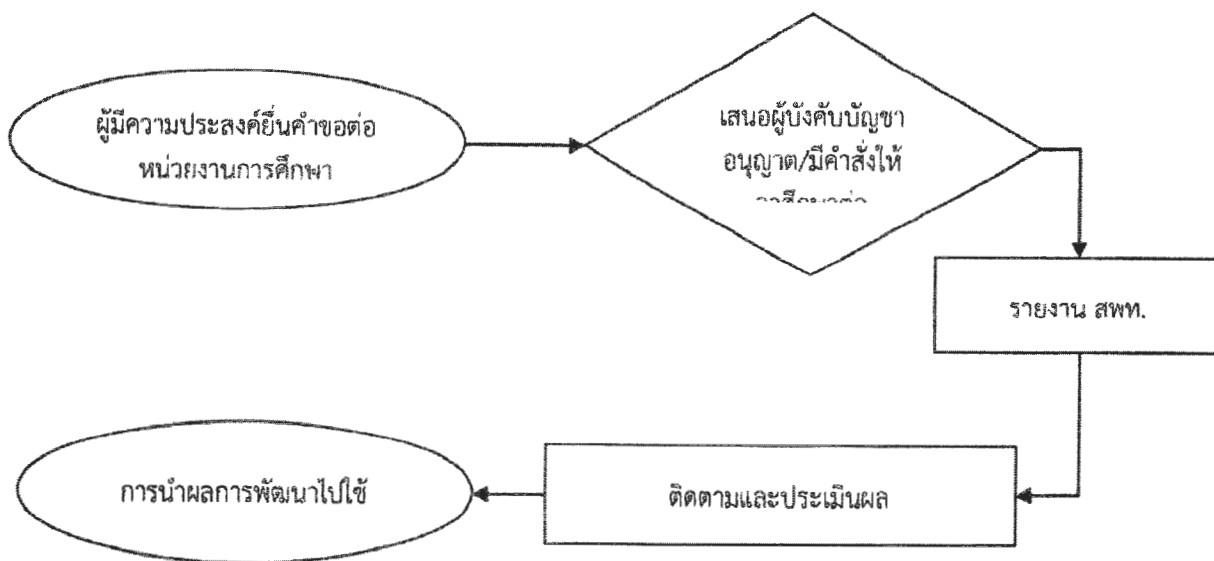 ผู้มีความประสงค์ยื่นคำขอต่อ
หน่วยงานการศึกษา
เสนอผู้บังคับบัญชา
อนุญาต/มีคำสั่งให้
รายงาน สพท.
ติดตามและประเมินผล
การนำผลการพัฒนาไปใช้